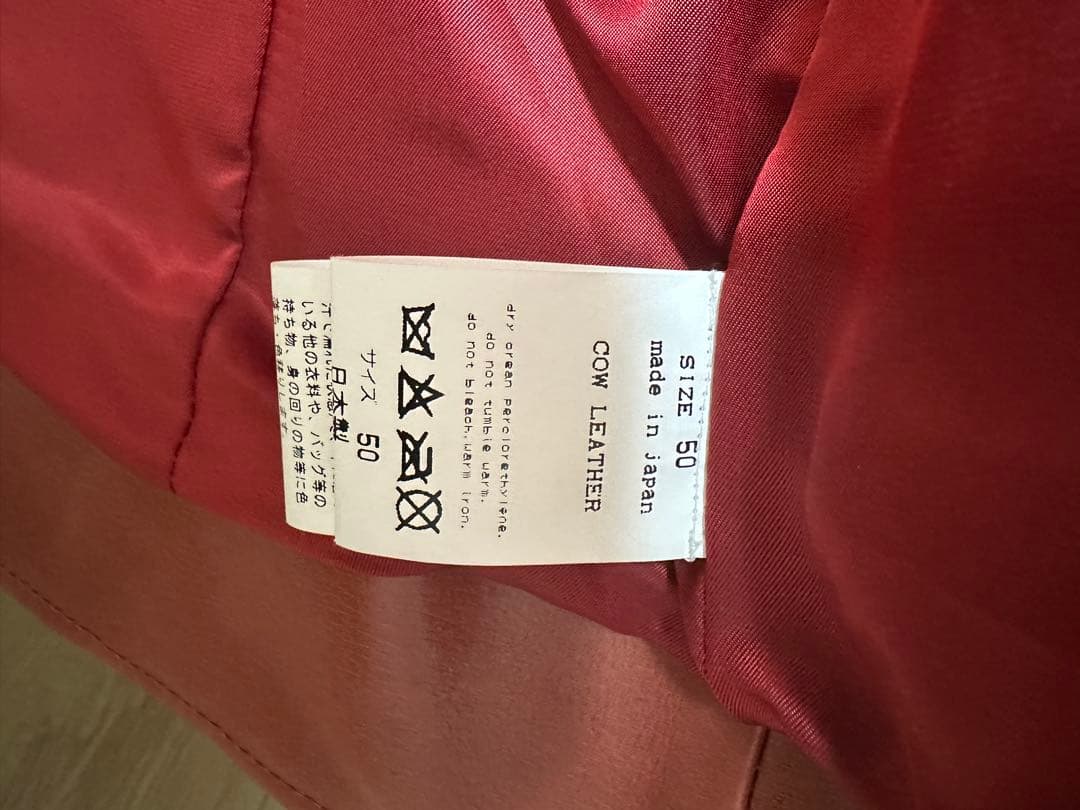 SIZE 50
made in japan
COW LEATHER
dry crean perclorethylene.
do not tumble warm.
do not bleach.warm iron.
サイズ 50
日本製
いる他の衣料や、バッグ等の
持ち物、身の回りの物等に色